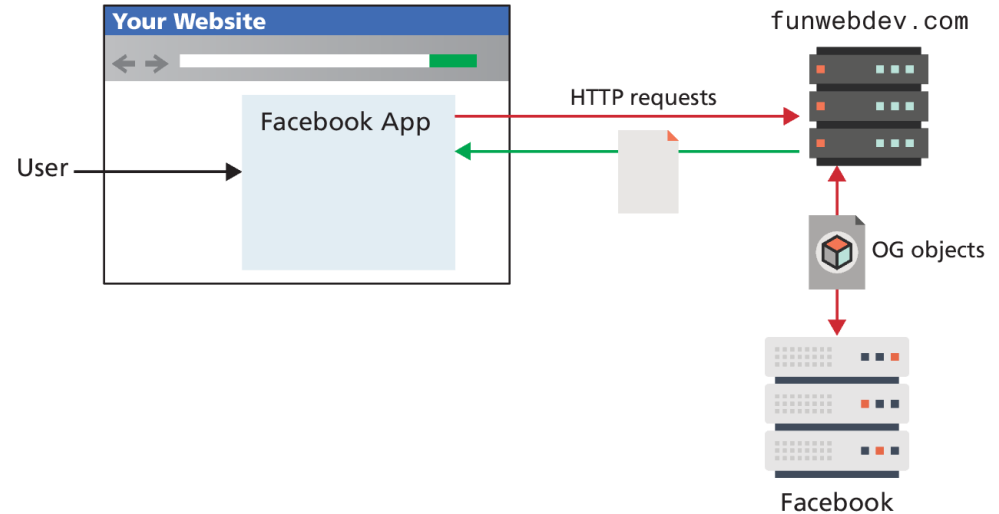 Your Website
funwebdev.com
HTTP requests
Facebook App
User
OG objects
Facebook